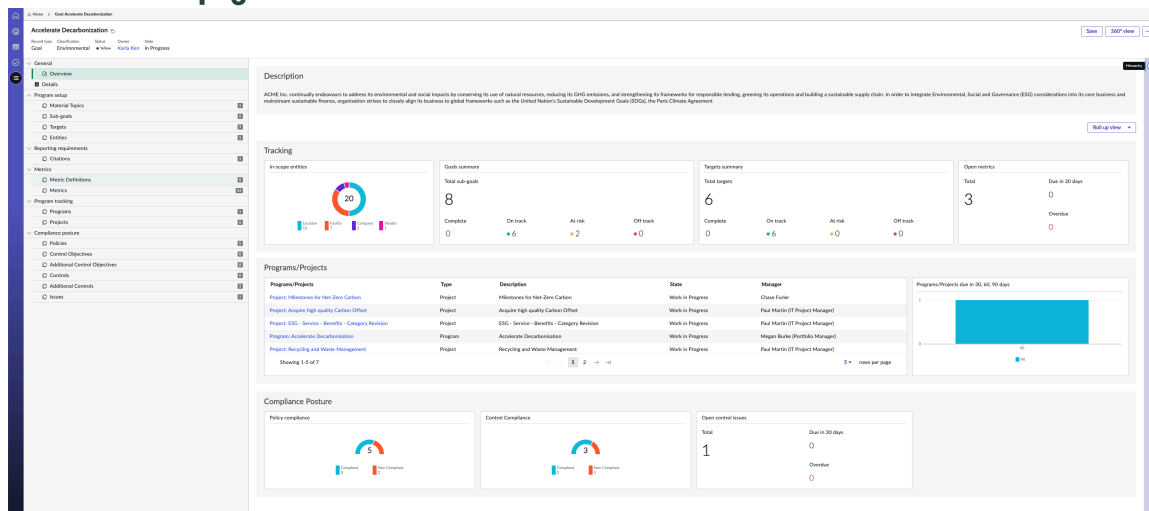 Home > Goal: Accelerate Decarbonization
Accelerate Decarbonization
Record type Classification Status Owner State
Goal Environmental Yellow Karla Ken In Progress
Save 360° view
Hierarchy
General
Overview
Details
Program setup
Material Topics
Sub-goals
Targets
Entities
Reporting requirements
Citations
Metrics
Metric Definitions
Metrics
Program tracking
Programs
Projects
Compliance posture
Policies
Control Objectives
Additional Control Objectives
Controls
Additional Controls
Issues
Description
ACME Inc. continually endeavours to address its environmental and social impacts by conserving its use of natural resources, reducing its GHG emissions, and strengthening its frameworks for responsible lending, greening its operations and building a sustainable supply chain. In order to integrate Environmental, Social and Governance (ESG) considerations into its core business and
mainstream sustainable finance, organisation strives to closely align its business to global frameworks such as the United Nation's Sustainable Development Goals (SDGs), the Paris Climate Agreement
Roll up view
Tracking
In-scope entities
20
Location Facility Company Vendor
10 7 2 1
Goals summary
Total sub-goals
8
Complete On track At risk Off track
0 6 2 0
Targets summary
Total targets
6
Complete On track At risk Off track
0 6 0 0
Open metrics
Total Due in 30 days
3 0
Overdue
0
Programs/Projects
Programs/Projects Type Description State Manager
Project: Milestones for Net-Zero Carbon Project Milestones for Net-Zero Carbon Work in Progress Chase Furler
Project: Acquire high quality Carbon Offset Project Acquire high quality Carbon Offset Work in Progress Paul Martin (IT Project Manager)
Project: ESG - Service - Benefits - Category Revision Project ESG - Service - Benefits - Category Revision Work in Progress Paul Martin (IT Project Manager)
Program: Accelerate Decarbonisation Program Accelerate Decarbonisation Work in Progress Megan Burke (Portfolio Manager)
Project: Recycling and Waste Management Project Recycling and Waste Management Work in Progress Paul Martin (IT Project Manager)
Showing 1-5 of 7 1 2 5 rows per page
Programs/Projects due in 30, 60, 90 days
1
0
90
90
Compliance Posture
Policy compliance
5
Compliant Non Compliant
Control Compliance
3
Compliant Non Compliant
2 1
Open control issues
Total Due in 30 days
1 0
Overdue
0